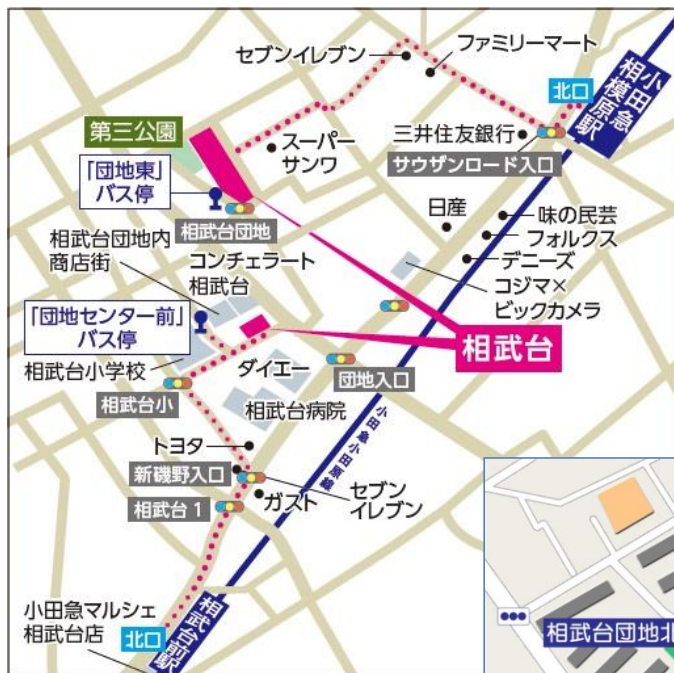 セブンイレブン
ファミリーマート
北口
小田急
相模原駅
第三公園
スーパー
サンワ
三井住友銀行
サウザンロード入口
「団地東」
バス停
相武台団地
日産
味の民芸
フォルクス
デニーズ
相武台団地内
商店街
コンチェラート
相武台
コジマ×
ビックカメラ
「団地センター前」
バス停
相武台
相武台小学校
ダイエー
団地入口
相武台小
相武台病院
小田急小田原線
トヨタ
新磯野入口
セブン
イレブン
ガスト
相武台1
小田急マルシェ
相武台店
北口
相武台前駅
相武台団地北